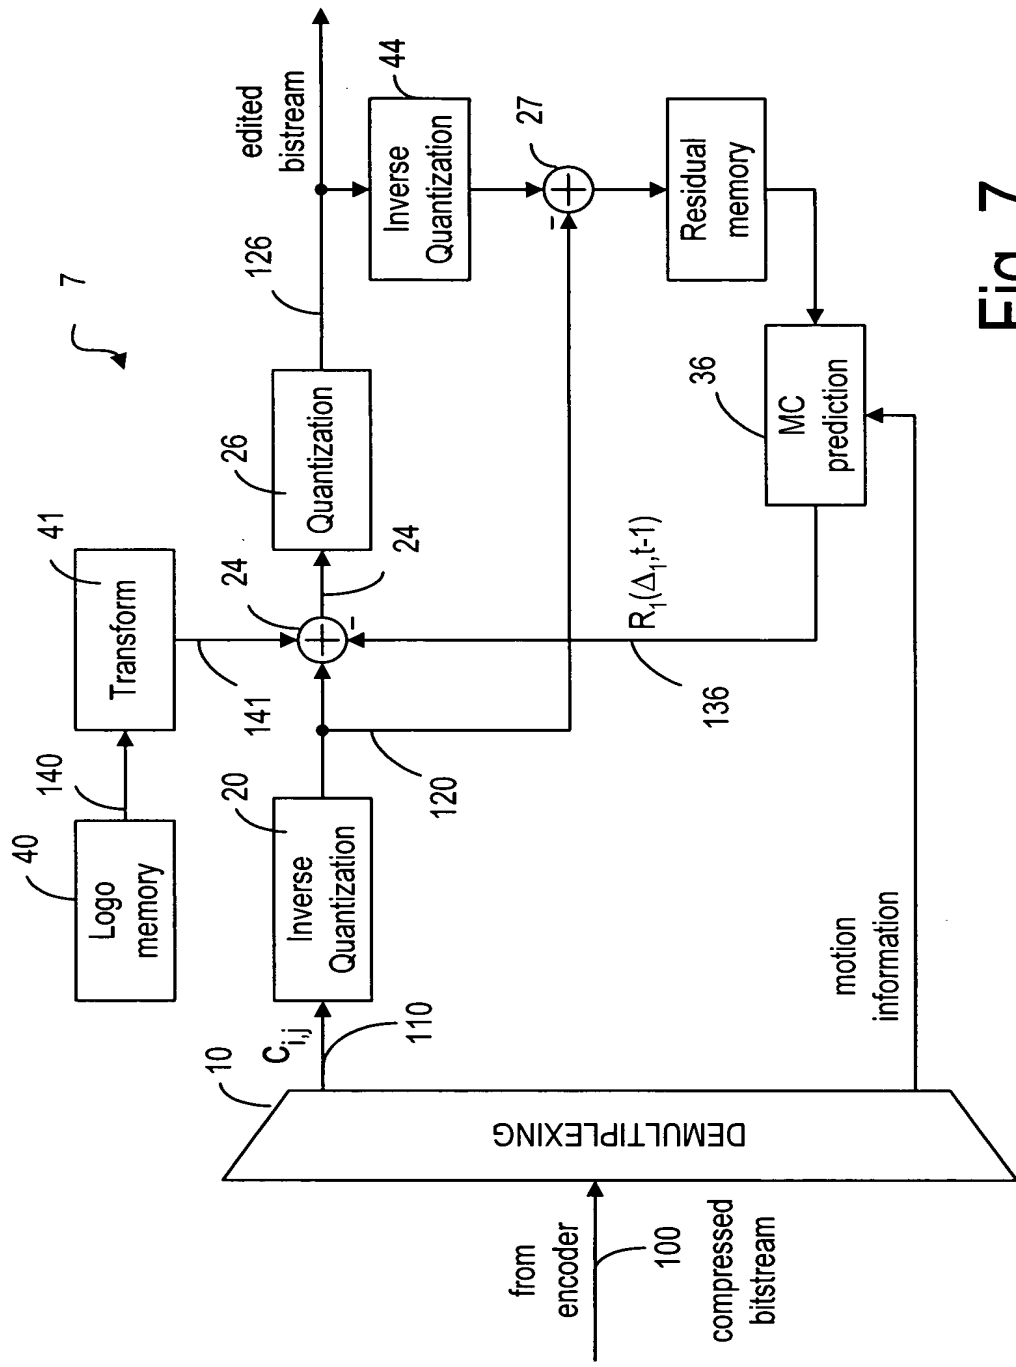 7
40
Logo
memory
140
41
Transform
141
from
encoder
100
compressed
bitstream
10
DEMULTIPLEXING
C i,j
110
20
Inverse
Quantization
120
24
24
-
26
Quantization
126
edited
bistream
44
Inverse
Quantization
27
-
Residual
memory
36
MC
prediction
R1(Δ1,t-1)
136
motion
information
Fig. 7